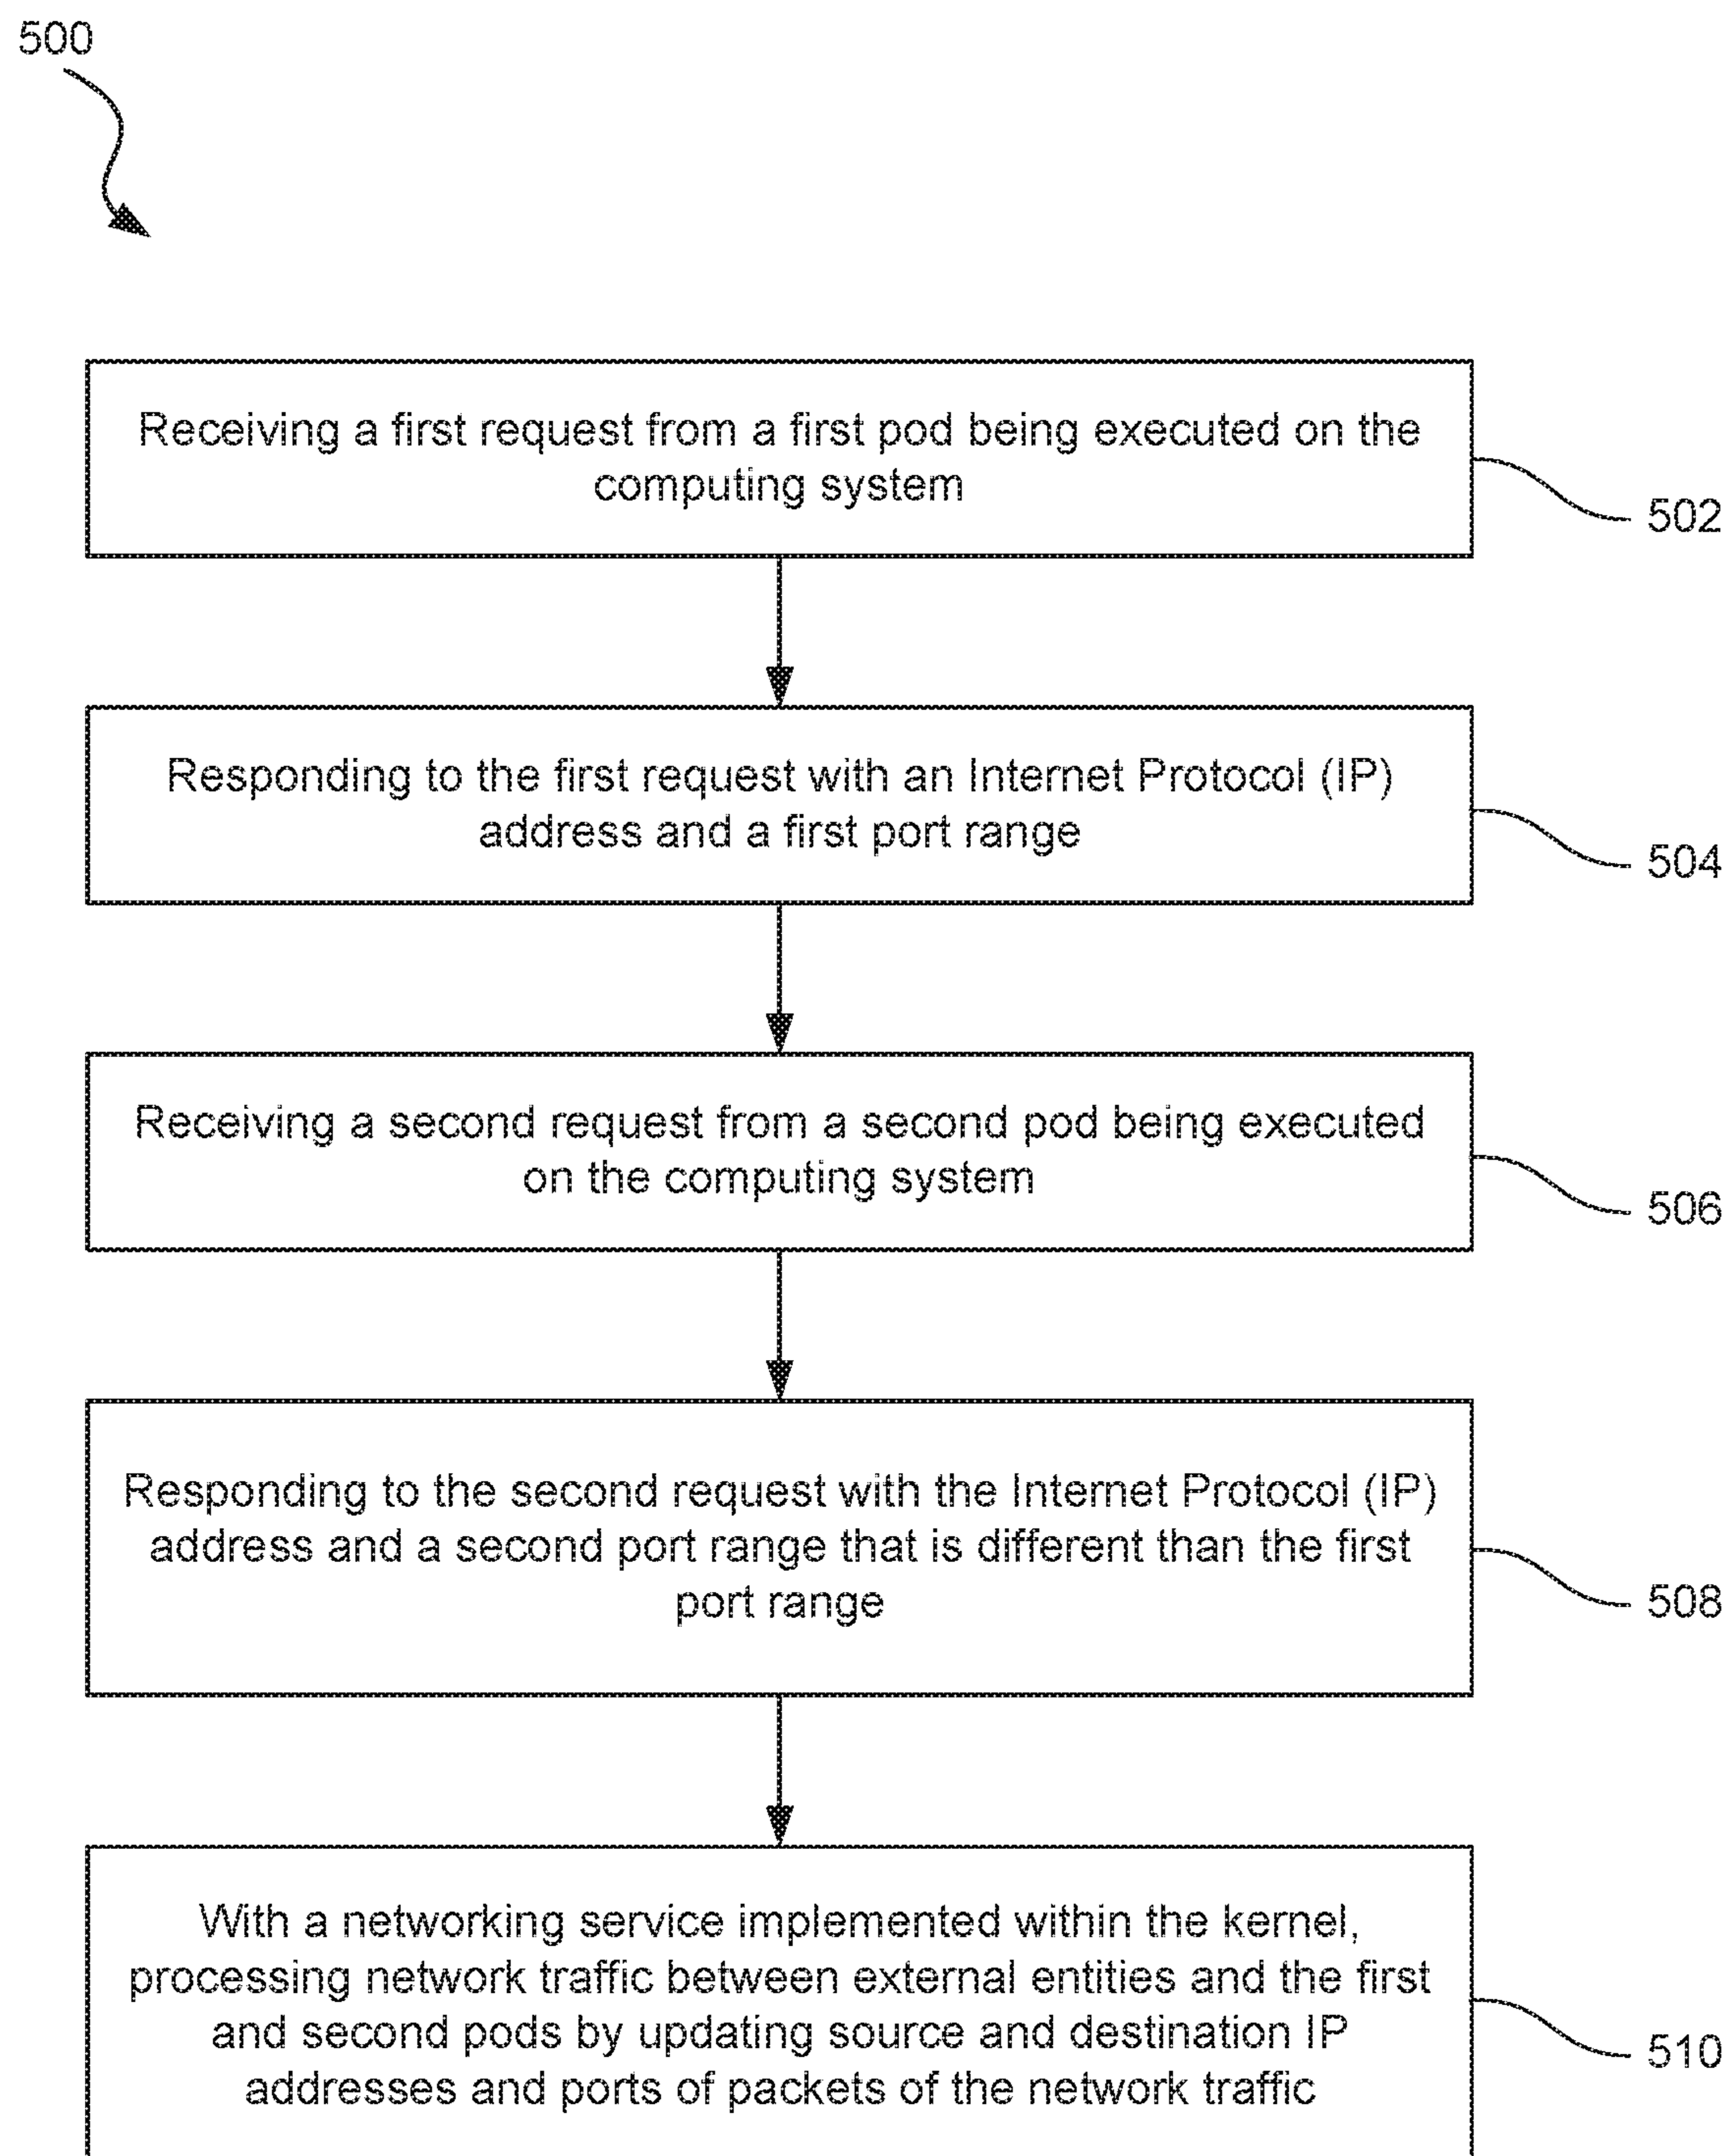 500
Receiving a first request from a first pod being executed on the
computing system
502
Responding to the first request with an Internet Protocol (IP)
address and a first port range
504
Receiving a second request from a second pod being executed
on the computing system
506
Responding to the second request with the Internet Protocol (IP)
address and a second port range that is different than the first
port range
508
With a networking service implemented within the kernel,
processing network traffic between external entities and the first
and second pods by updating source and destination IP
addresses and ports of packets of the network traffic
510